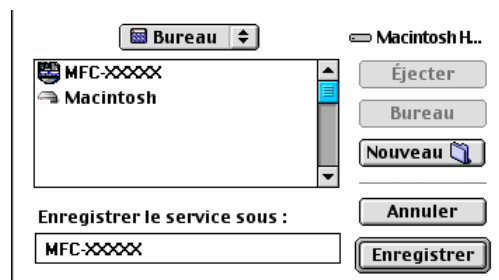 Bureau
Macintosh H...
MFC-XXXXX
Macintosh
Éjecter
Bureau
Nouveau
Enregistrer le service sous :
MFC-XXXXX
Annuler
Enregistrer